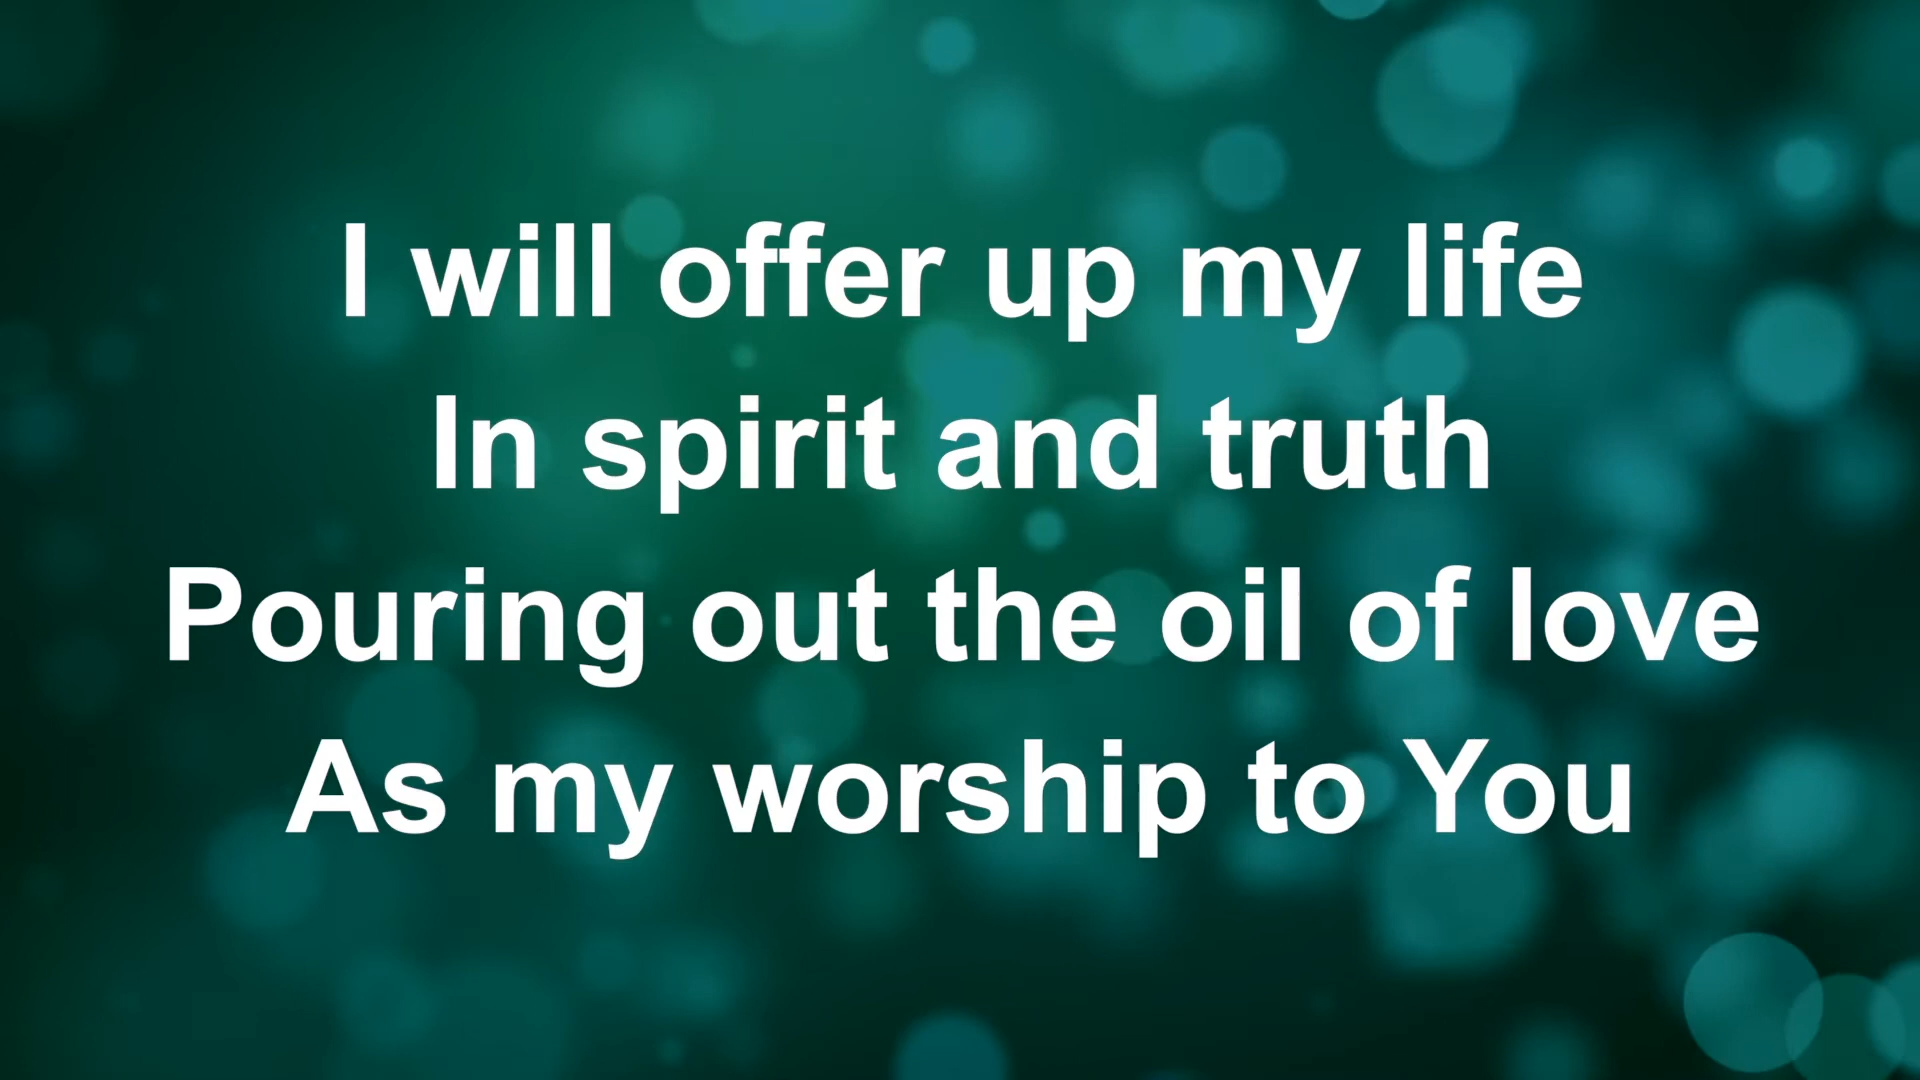 I will offer up my life
In spirit and truth
Pouring out the oil of love
As my worship to You